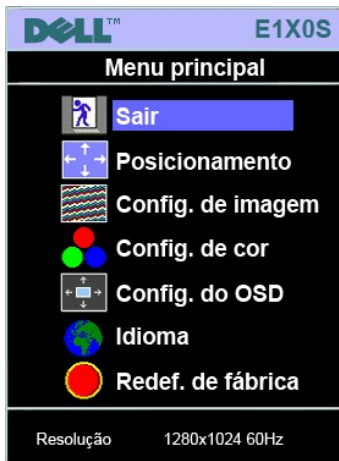 DELL™ E1X0S
Menu principal
Sair
Posicionamento
Config. de imagem
Config. de cor
Config. do OSD
Idioma
Redef. de fábrica
Resolução 1280x1024 60Hz